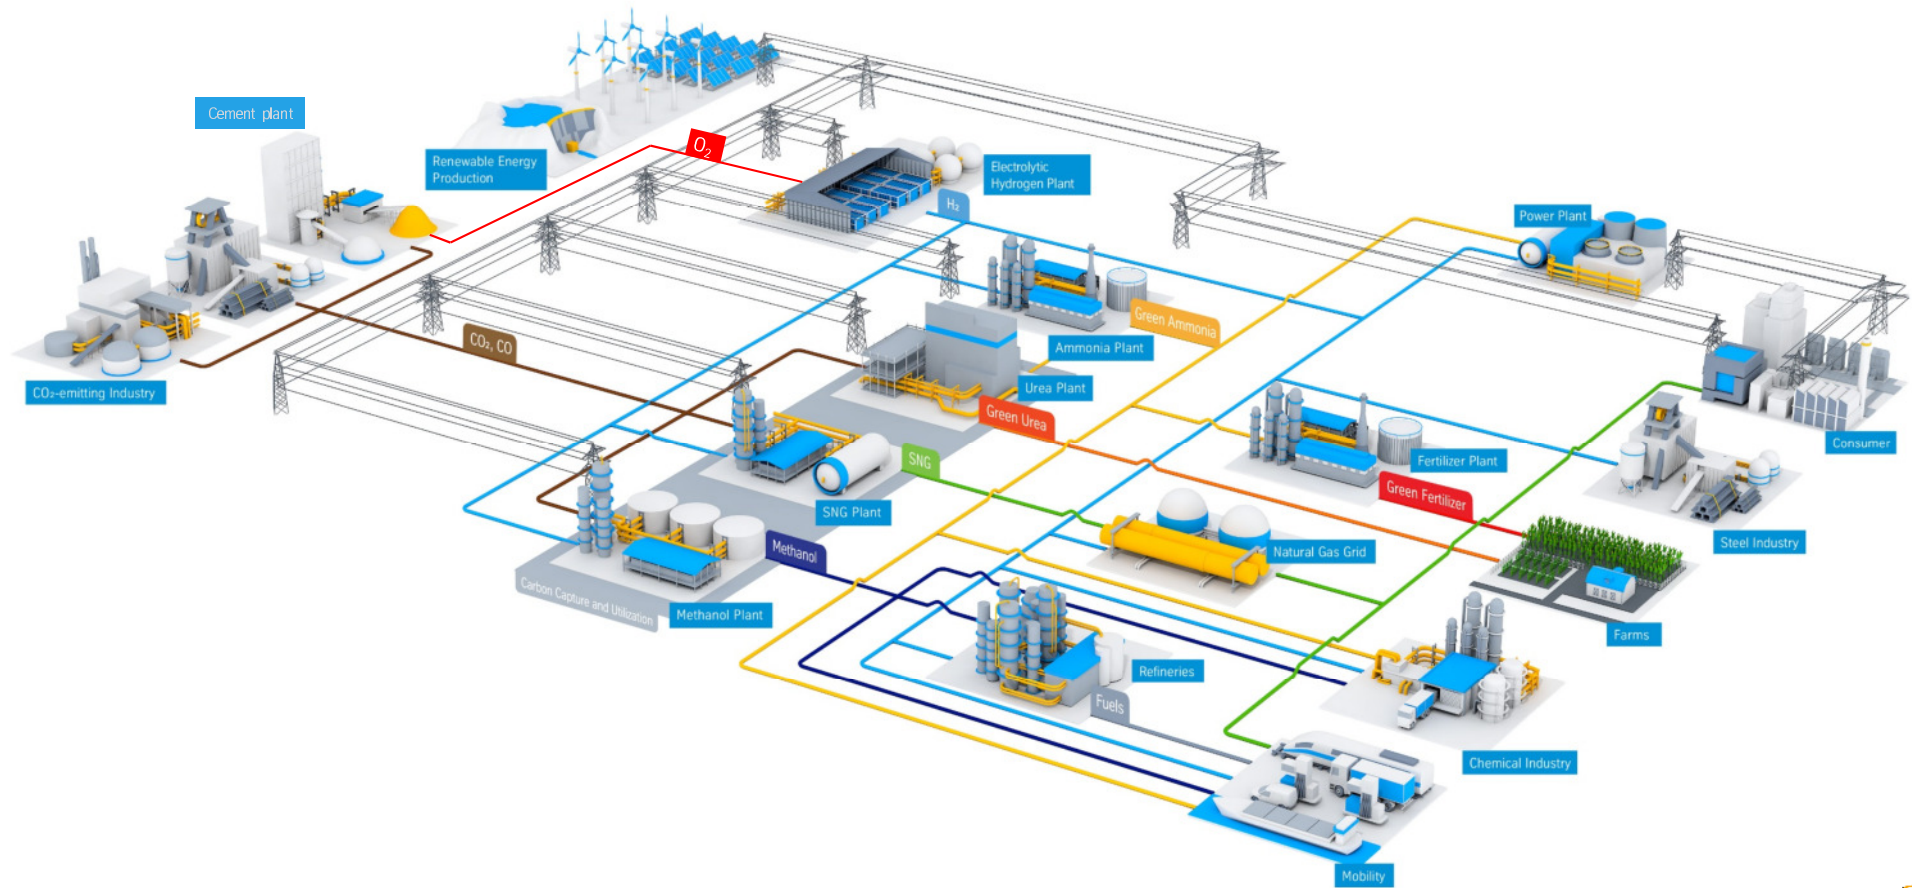 Cement plant
Renewable Energy
Production
O₂
Electrolytic
Hydrogen Plant
H₂
Power Plant
Green Ammonia
Ammonia Plant
CO₂, CO
CO₂-emitting Industry
Urea Plant
Green Urea
Consumer
SNG
Fertilizer Plant
Green Fertilizer
SNG Plant
Methanol
Natural Gas Grid
Steel Industry
Carbon Capture and Utilization
Methanol Plant
Farms
Refineries
Fuels
Chemical Industry
Mobility